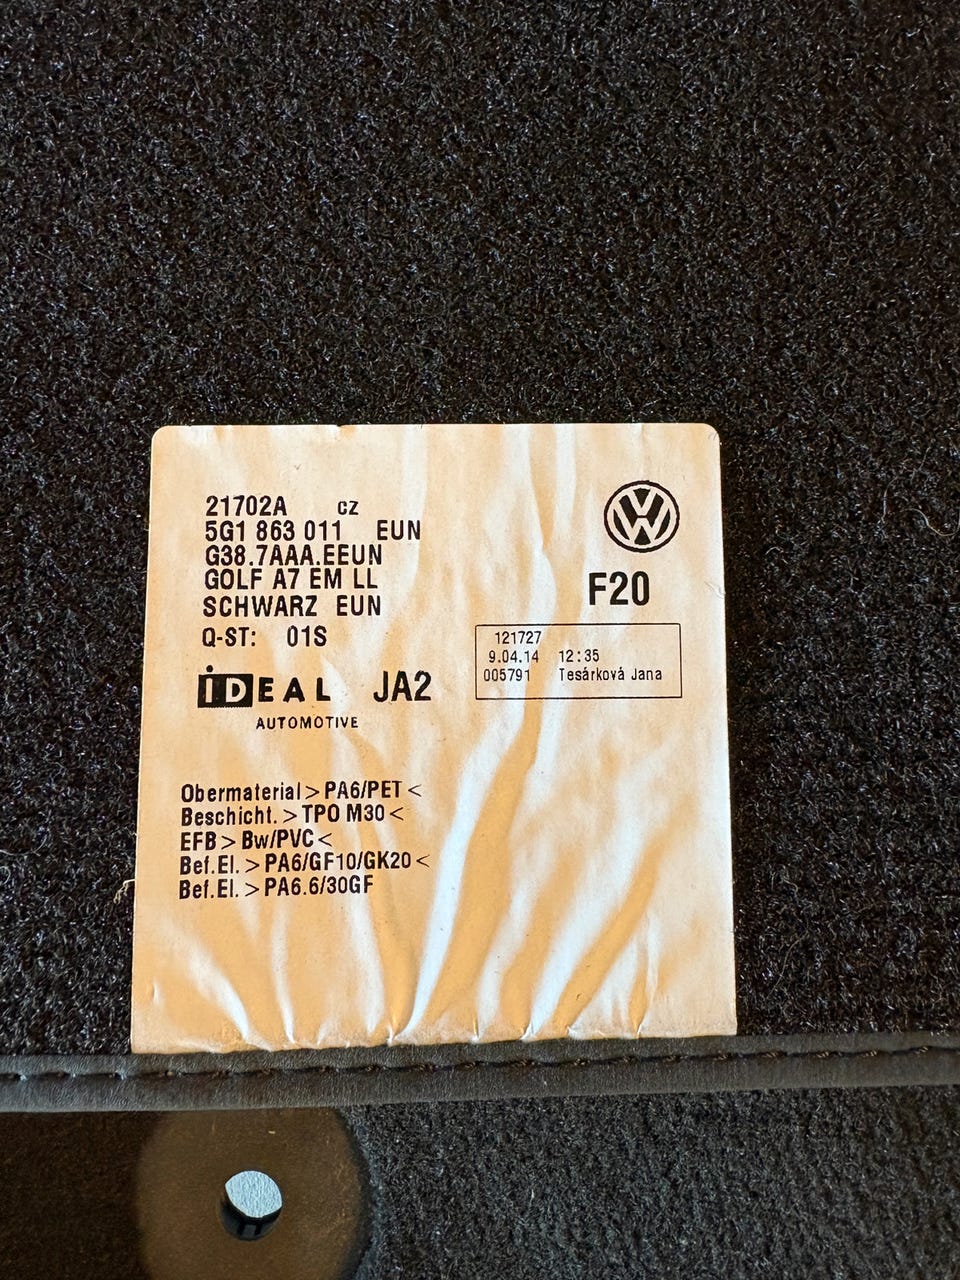 21702A CZ
5G1 863 011 EUN
G38.7AAA.EEUN
GOLF A7 EM LL
SCHWARZ EUN
Q-ST: 01S
F20
121727
9.04.14 12:35
005791 Tesárková Jana
iDEAL JA2
AUTOMOTIVE
Obermaterial > PA6/PET <
Beschicht. > TPO M30 <
EFB > Bw/PVC <
Bef.El. > PA6/GF10/GK20 <
Bef.El. > PA6.6/30GF